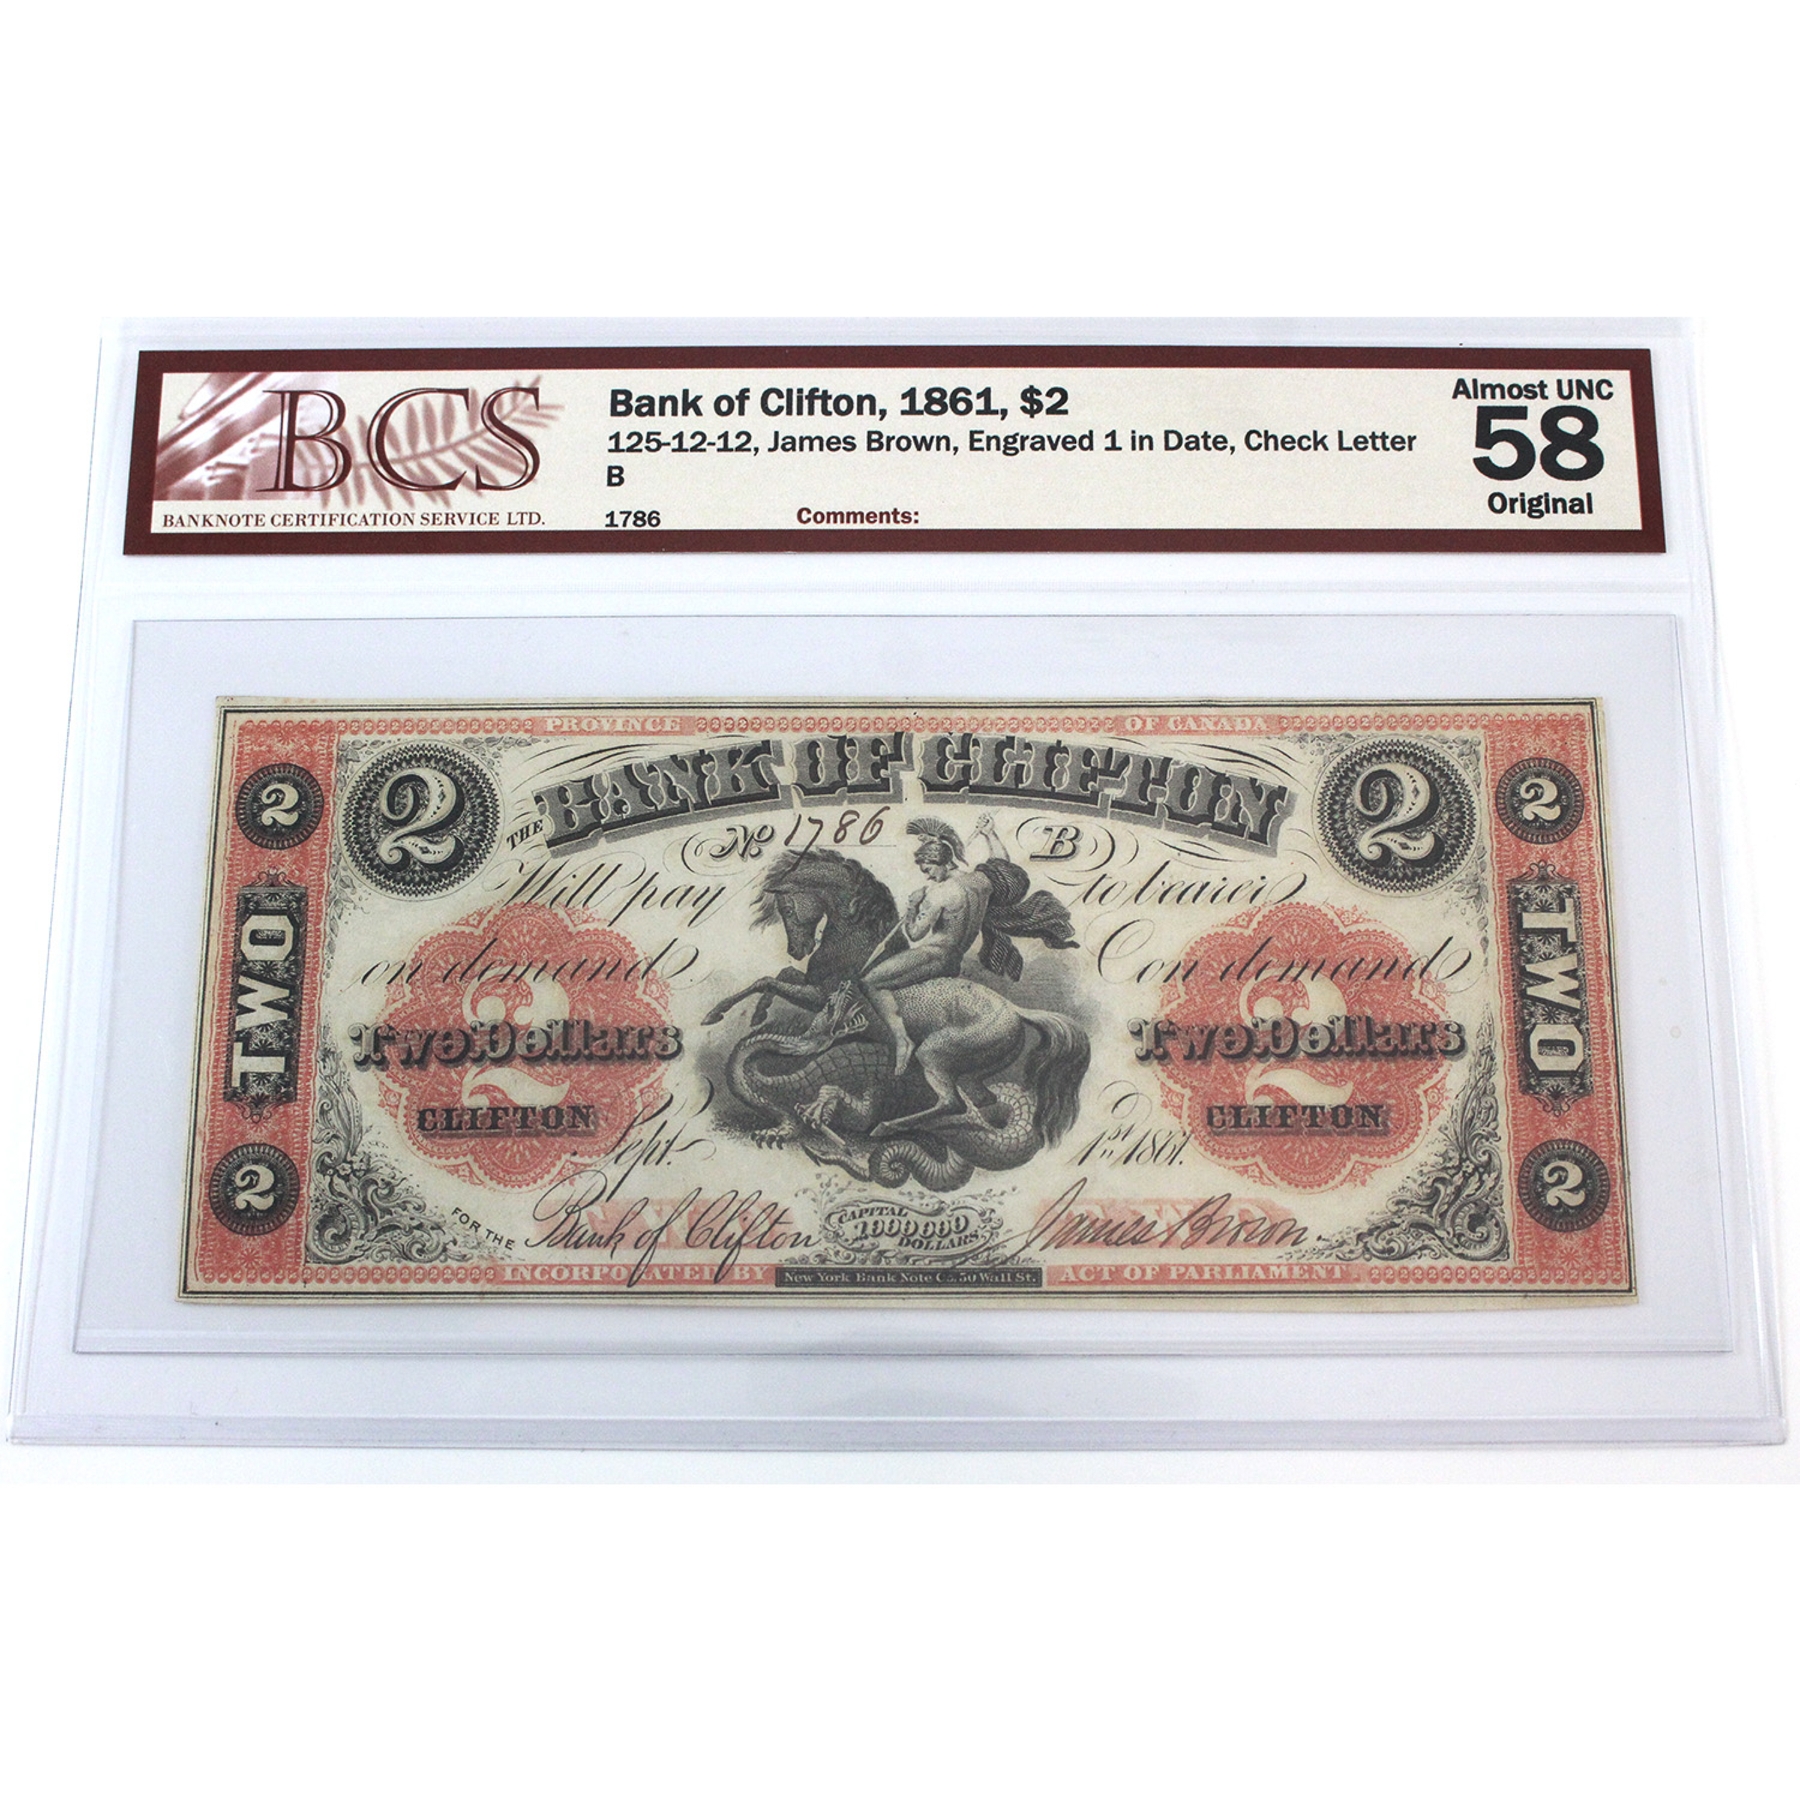 BCS
BANKNOTE CERTIFICATION SERVICE LTD.
Bank of Clifton, 1861, $2
125-12-12, James Brown, Engraved 1 in Date, Check Letter
B
1786 Comments:
Almost UNC
58
Original
PROVINCE OF CANADA
2 2 2 2
THE BANK OF CLIFTON
No 1786 B
Will pay to bearer
on demand on demand
TWO TWO
2 2
Two Dollars Two Dollars
CLIFTON CLIFTON
Sept. 1st 1861.
2 2
FOR THE Bank of Clifton
CAPITAL
1000000
DOLLARS
James Brown
TWO TWO
INCORPORATED BY New York Bank Note Co. 50 Wall St. ACT OF PARLIAMENT